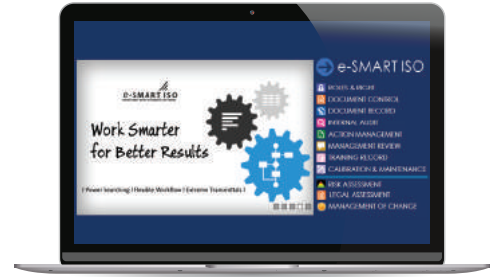 e-SMART ISO
Work Smarter
for Better Results
! Power Searching ! Flexible Workflow ! Extreme
e-SMART ISO
ROLES & RIGHT
DOCUMENT CONTROL
DOCUMENT RECORD
INTERNAL AUDIT
ACTION MANAGEMENT
MANAGEMENT REVIEW
TRAINING RECORD
CALIBRATION & MAINTENANCE
RISK ASSESSMENT
LEGAL ASSESSMENT
MANAGEMENT OF CHANGE